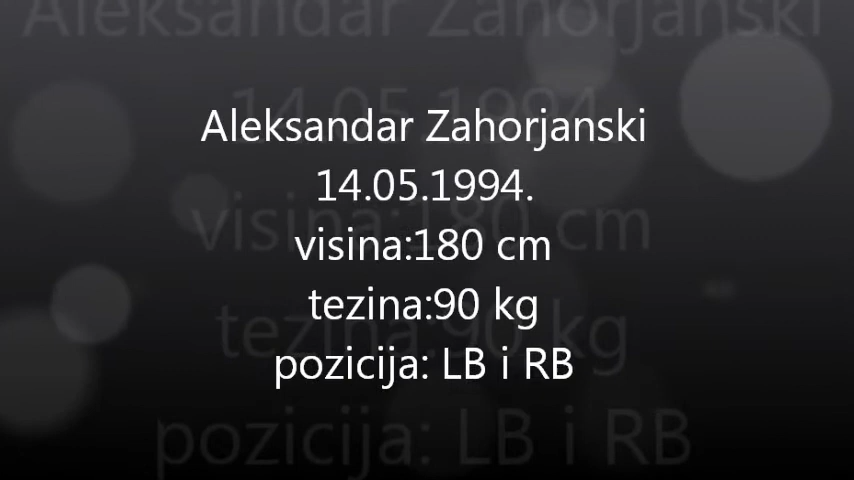 Aleksandar Zahorjanski
14.05.1994.
visina:180 cm
tezina:90 kg
pozicija: LB i RB